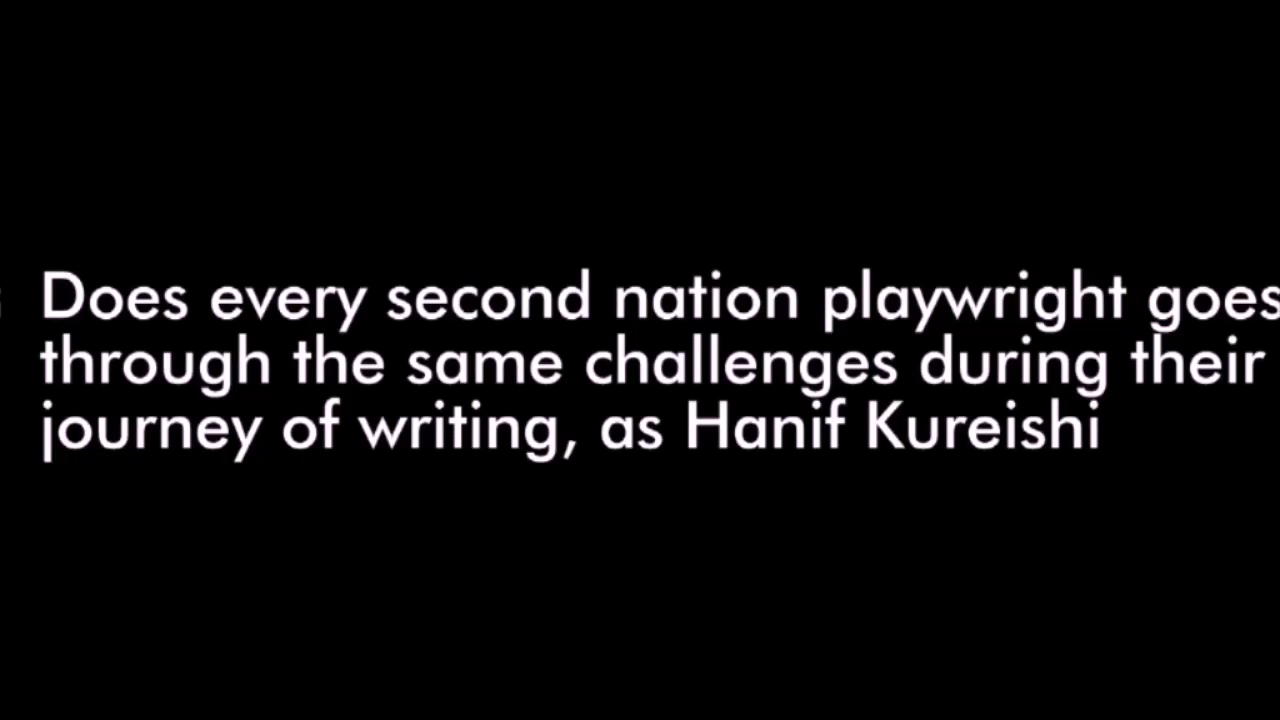 Does every second nation playwright goes
through the same challenges during their
journey of writing, as Hanif Kureishi